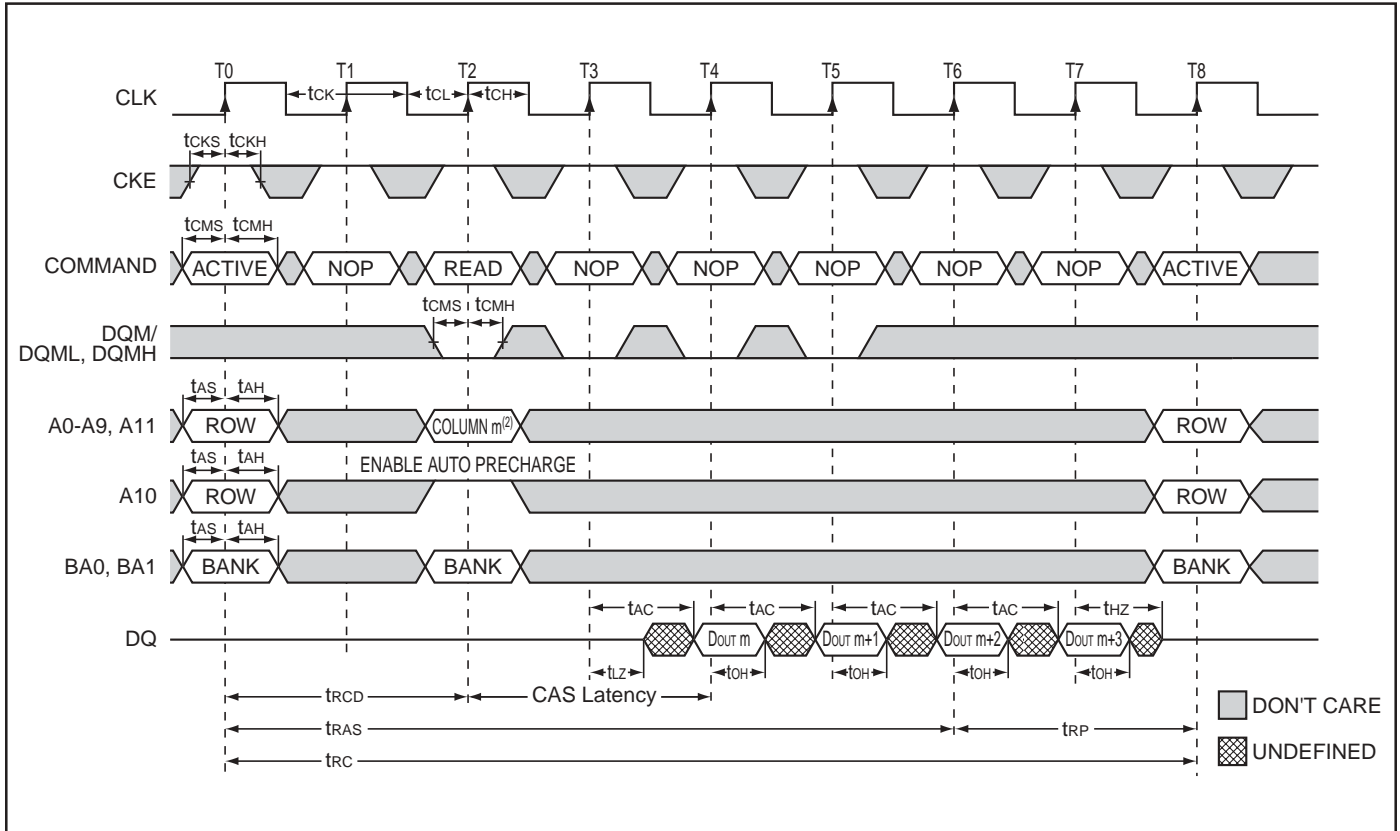 T0 T1 T2 T3 T4 T5 T6 T7 T8
CLK tCK tCL tCH
tCKS tCKH
CKE
tCMS tCMH
COMMAND ACTIVE NOP READ NOP NOP NOP NOP NOP ACTIVE
tCMS tCMH
DQM/
DQML, DQMH
tAS tAH
A0-A9, A11 ROW COLUMN m(2) ROW
tAS tAH ENABLE AUTO PRECHARGE
A10 ROW ROW
tAS tAH
BA0, BA1 BANK BANK BANK
tAC tAC tAC tAC tHZ
DQ DOUT m DOUT m+1 DOUT m+2 DOUT m+3
tLZ tOH tOH tOH tOH
tRCD CAS Latency
DON'T CARE
tRAS tRP
UNDEFINED
tRC